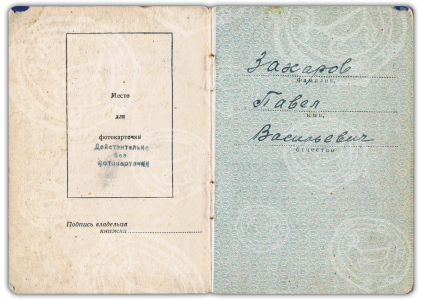 Место
для
фотокарточки
Действительно
без
фотокарточки
Подпись владельца
книжки
Захаров
Фамилия,
Павел
имя,
Васильевич
отчество